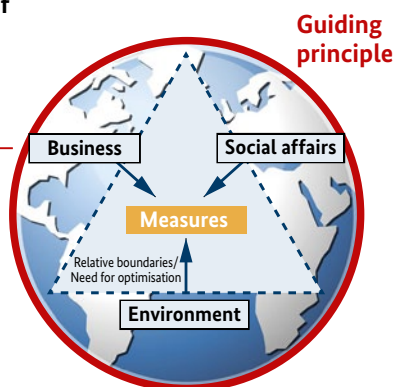 f
Guiding
principle
Business
Social affairs
Measures
Relative boundaries/
Need for optimisation
Environment